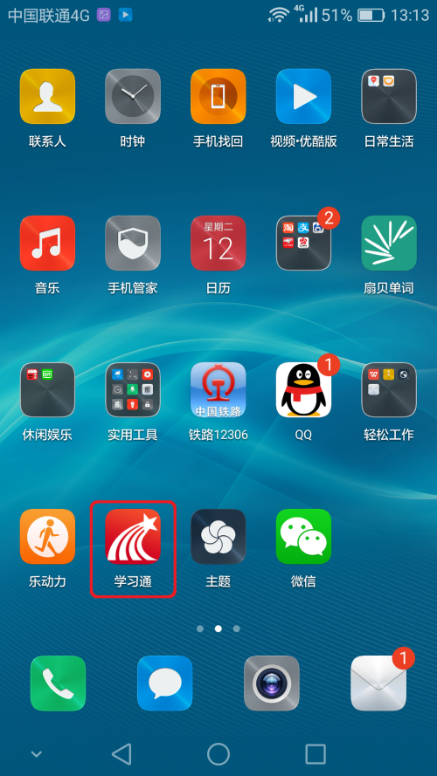 中国联通4G
4G
51%
13:13
联系人
时钟
手机找回
视频·优酷版
日常生活
星期二
12
2
音乐
手机管家
日历
扇贝单词
中国铁路
1
休闲娱乐
实用工具
铁路12306
QQ
轻松工作
乐动力
学习通
主题
微信
1